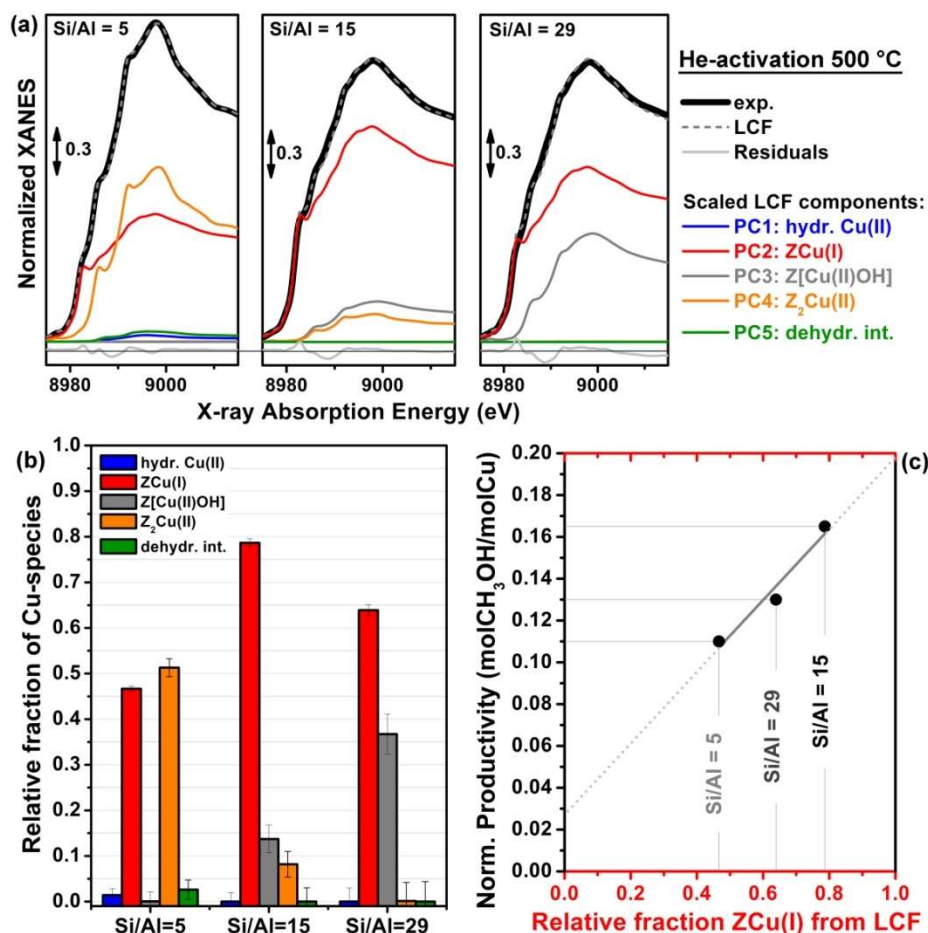 (a)
Si/Al = 5
Si/Al = 15
Si/Al = 29
He-activation 500 °C
exp.
LCF
Residuals
Scaled LCF components:
PC1: hydr. Cu(II)
PC2: ZCu(I)
PC3: Z[Cu(II)OH]
PC4: Z₂Cu(II)
PC5: dehydr. int.
0.3
0.3
0.3
Normalized XANES
8980 9000
8980 9000
8980 9000
X-ray Absorption Energy (eV)
(b)
hydr. Cu(II)
ZCu(I)
Z[Cu(II)OH]
Z₂Cu(II)
dehydr. int.
Relative fraction of Cu-species
1.0
0.9
0.8
0.7
0.6
0.5
0.4
0.3
0.2
0.1
0.0
Si/Al=5
Si/Al=15
Si/Al=29
(c)
Norm. Productivity (molCH₃OH/molCu)
0.20
0.18
0.16
0.14
0.12
0.10
0.08
0.06
0.04
0.02
0.00
Si/Al = 5
Si/Al = 29
Si/Al = 15
0.0 0.2 0.4 0.6 0.8 1.0
Relative fraction ZCu(I) from LCF